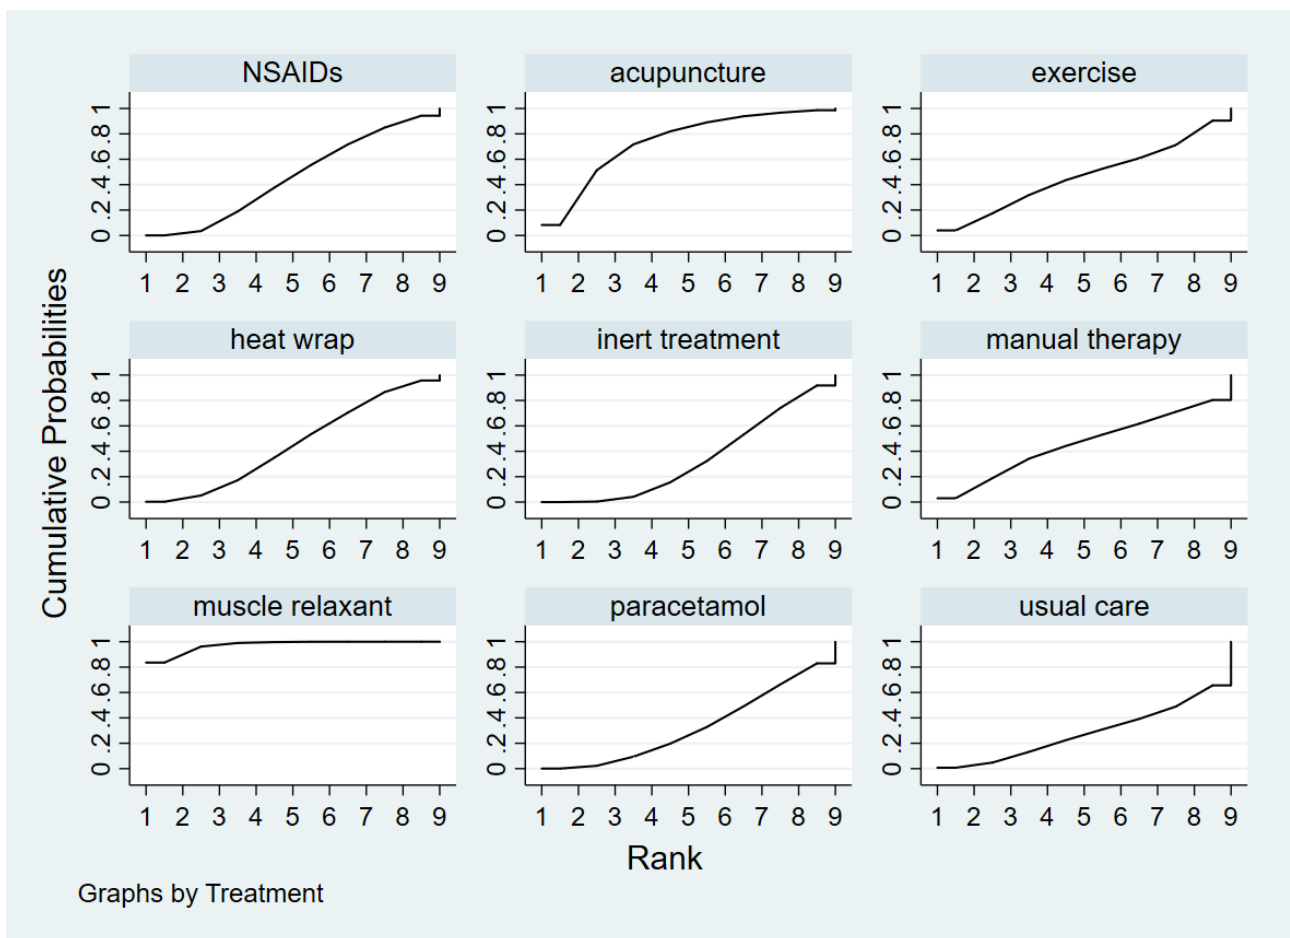 NSAIDs acupuncture exercise
0 .2 .4 .6 .8 1 0 .2 .4 .6 .8 1 0 .2 .4 .6 .8 1
1 2 3 4 5 6 7 8 9 1 2 3 4 5 6 7 8 9 1 2 3 4 5 6 7 8 9
Cumulative Probabilities
heat wrap inert treatment manual therapy
0 .2 .4 .6 .8 1 0 .2 .4 .6 .8 1 0 .2 .4 .6 .8 1
1 2 3 4 5 6 7 8 9 1 2 3 4 5 6 7 8 9 1 2 3 4 5 6 7 8 9
muscle relaxant paracetamol usual care
0 .2 .4 .6 .8 1 0 .2 .4 .6 .8 1 0 .2 .4 .6 .8 1
1 2 3 4 5 6 7 8 9 1 2 3 4 5 6 7 8 9 1 2 3 4 5 6 7 8 9
Rank
Graphs by Treatment